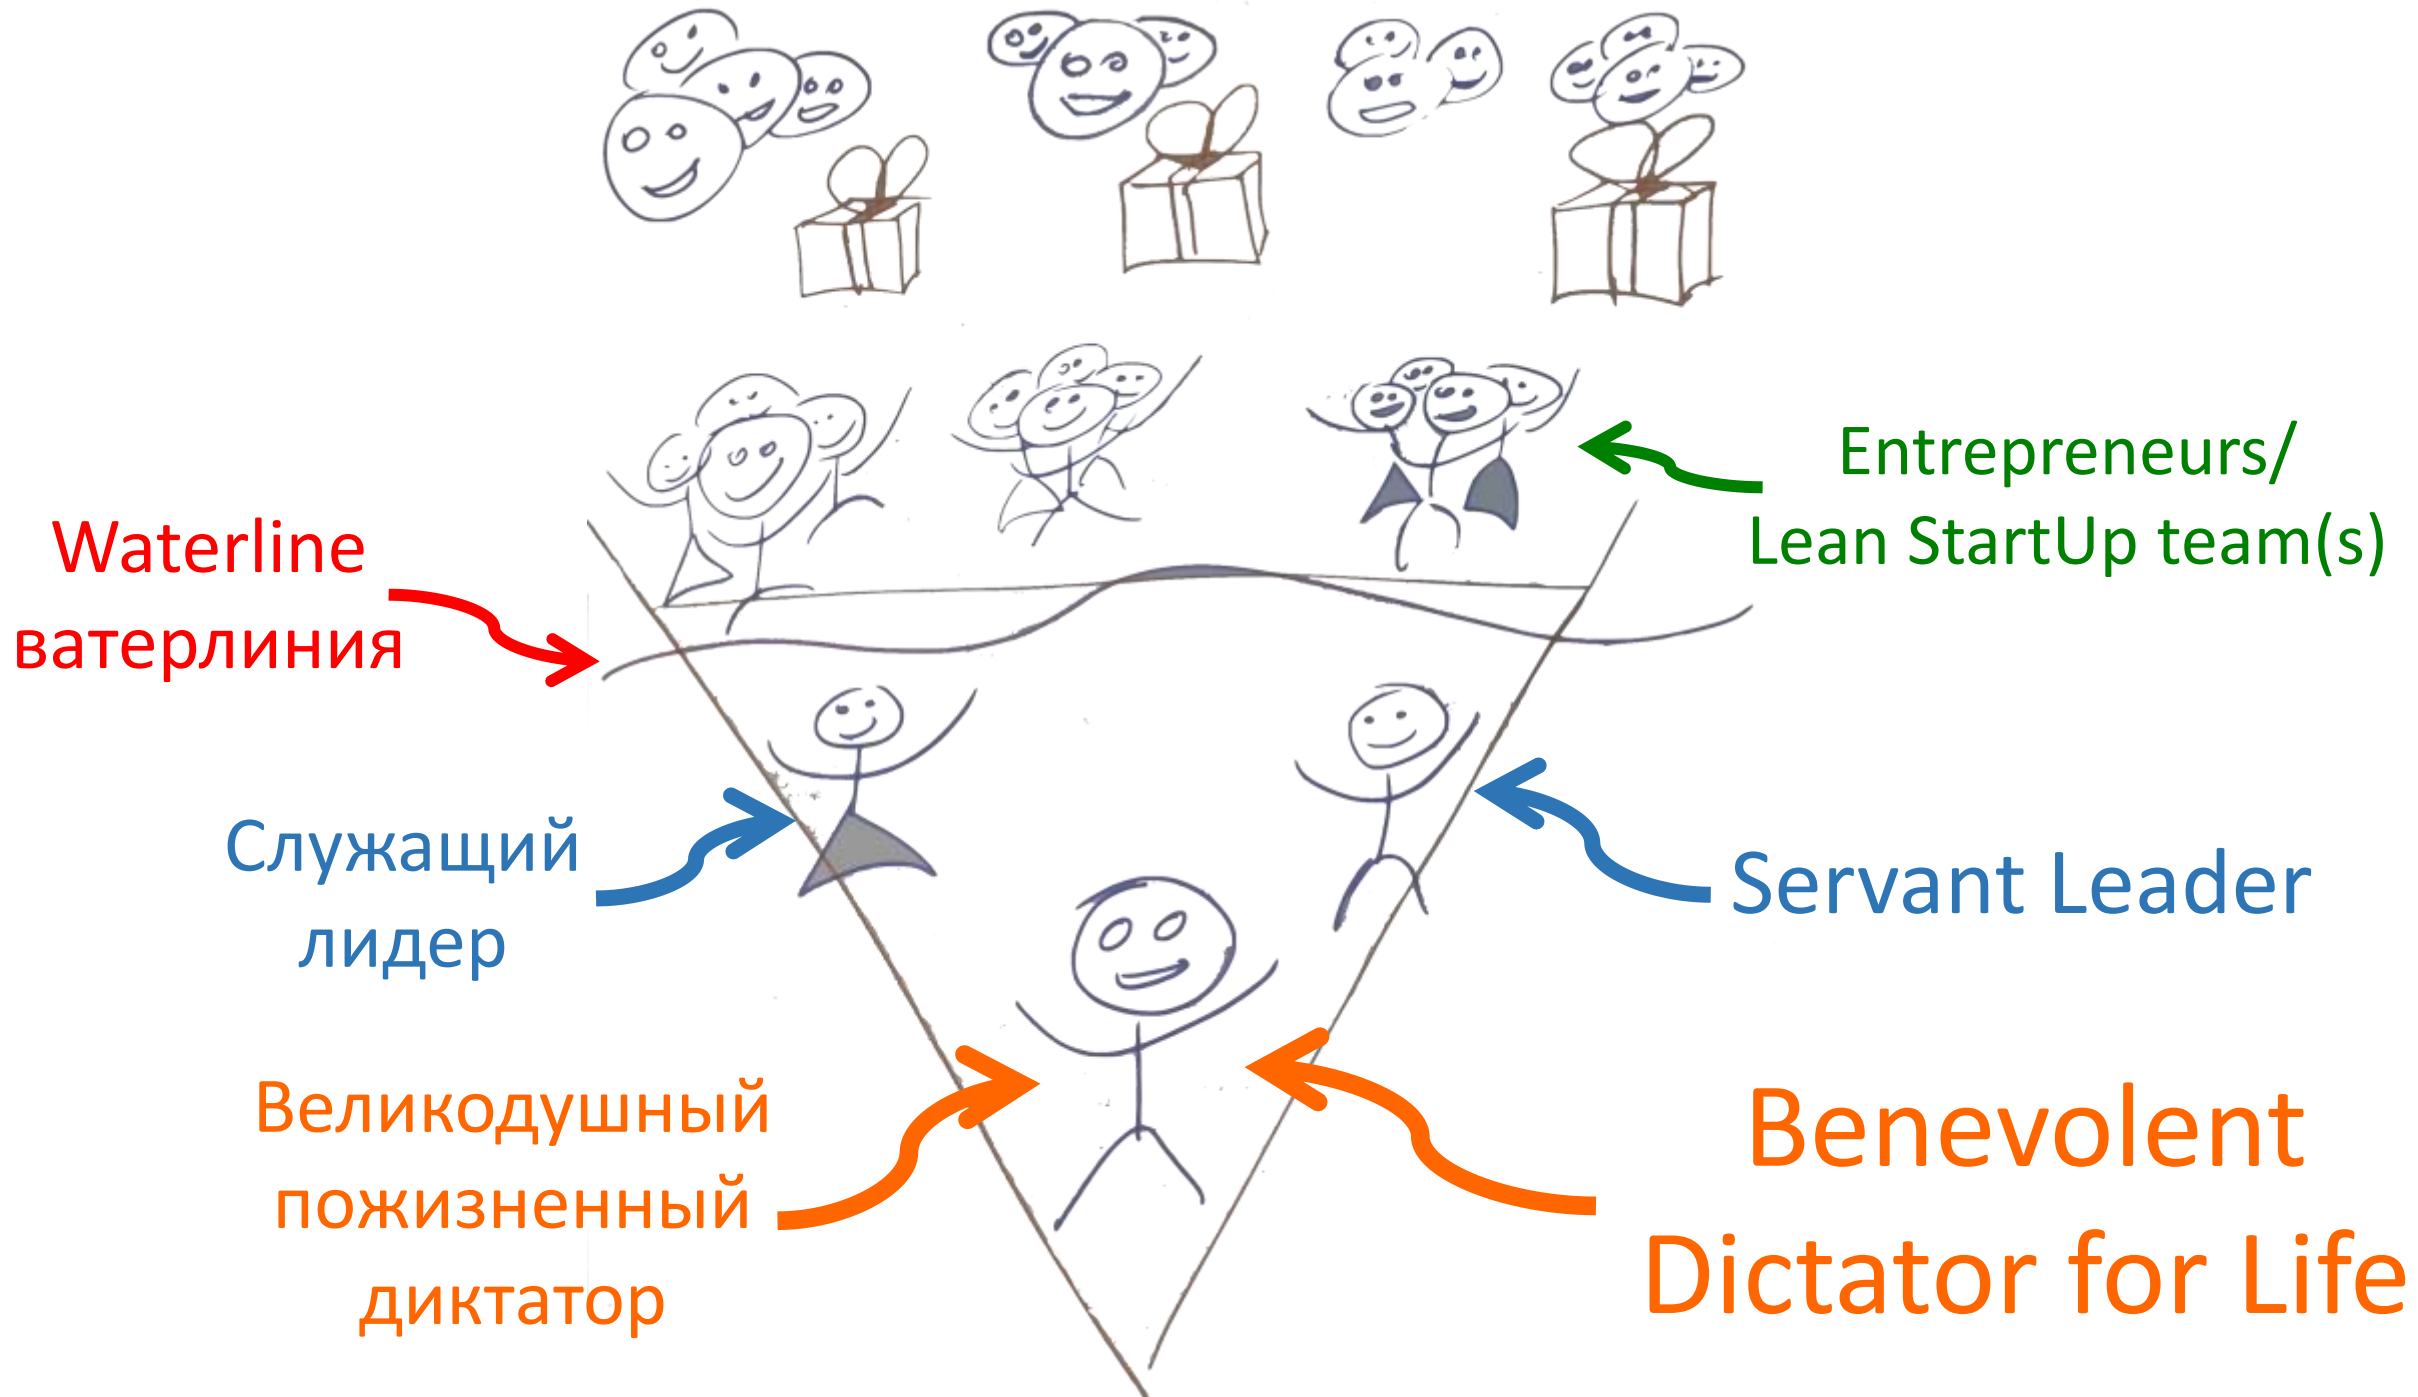 Entrepreneurs/
Lean StartUp team(s)
Waterline
ватерлиния
Служащий
лидер
Servant Leader
Великодушный
пожизненный
диктатор
Benevolent
Dictator for Life